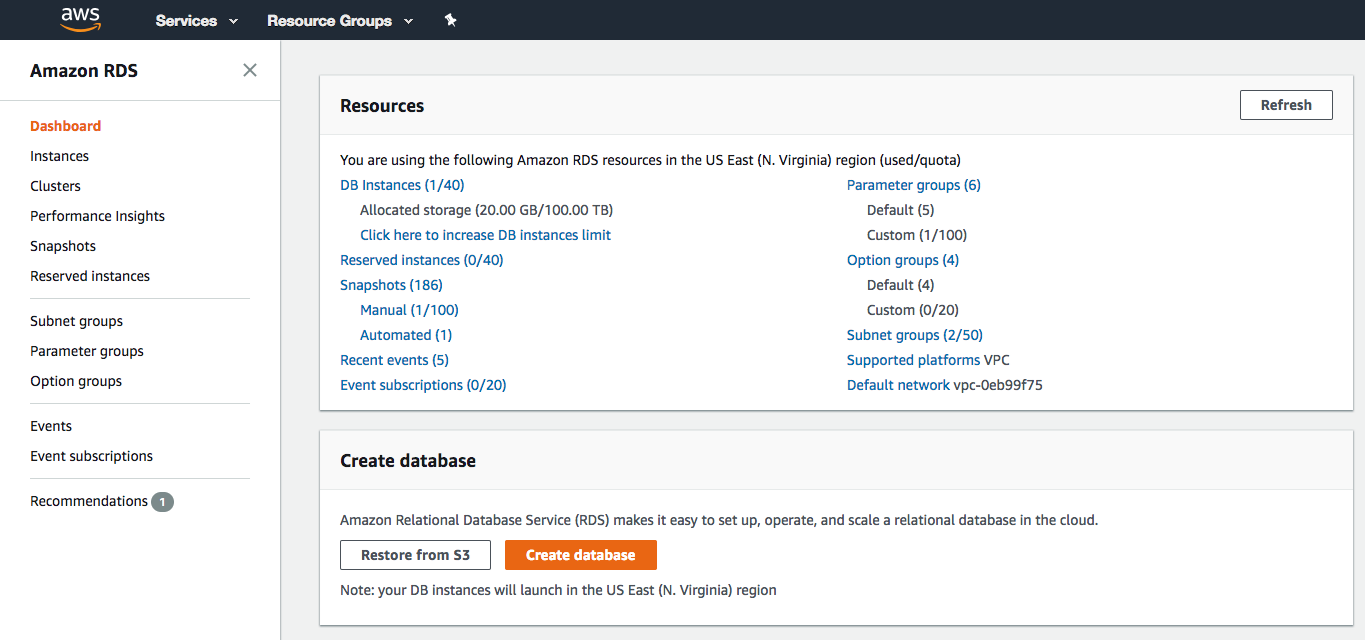 aws Services Resource Groups
Amazon RDS
Dashboard
Instances
Clusters
Performance Insights
Snapshots
Reserved instances
Subnet groups
Parameter groups
Option groups
Events
Event subscriptions
Recommendations 1
Resources
Refresh
You are using the following Amazon RDS resources in the US East (N. Virginia) region (used/quota)
DB Instances (1/40)
Allocated storage (20.00 GB/100.00 TB)
Click here to increase DB instances limit
Reserved instances (0/40)
Snapshots (186)
Manual (1/100)
Automated (1)
Recent events (5)
Event subscriptions (0/20)
Parameter groups (6)
Default (5)
Custom (1/100)
Option groups (4)
Default (4)
Custom (0/20)
Subnet groups (2/50)
Supported platforms VPC
Default network vpc-0eb99f75
Create database
Amazon Relational Database Service (RDS) makes it easy to set up, operate, and scale a relational database in the cloud.
Restore from S3
Create database
Note: your DB instances will launch in the US East (N. Virginia) region